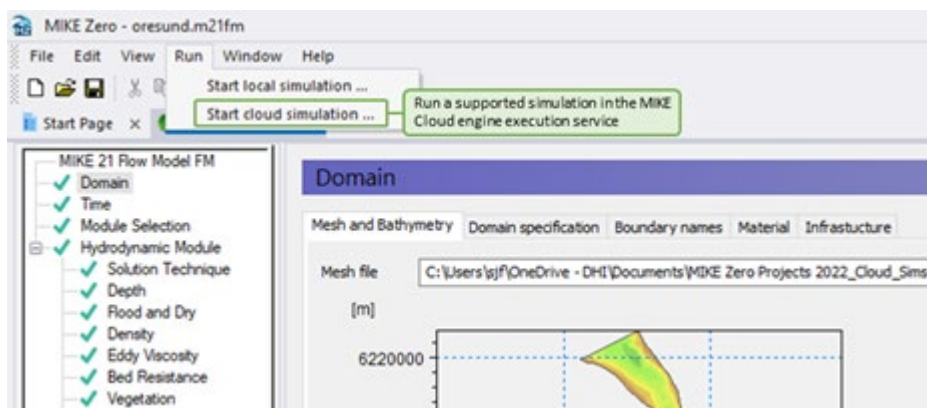 MIKE Zero - oresund.m21fm
File Edit View Run Window Help
Start local simulation ...
Start cloud simulation ...
Run a supported simulation in the MIKE
Cloud engine execution service
Start Page
MIKE 21 Flow Model FM
Domain
Time
Module Selection
Hydrodynamic Module
Solution Technique
Depth
Flood and Dry
Density
Eddy Viscosity
Bed Resistance
Vegetation
Domain
Mesh and Bathymetry Domain specification Boundary names Material Infrastucture
Mesh file C:\Users\sjf\OneDrive - DHI\Documents\MIKE Zero Projects 2022_Cloud_Sims
[m]
6220000